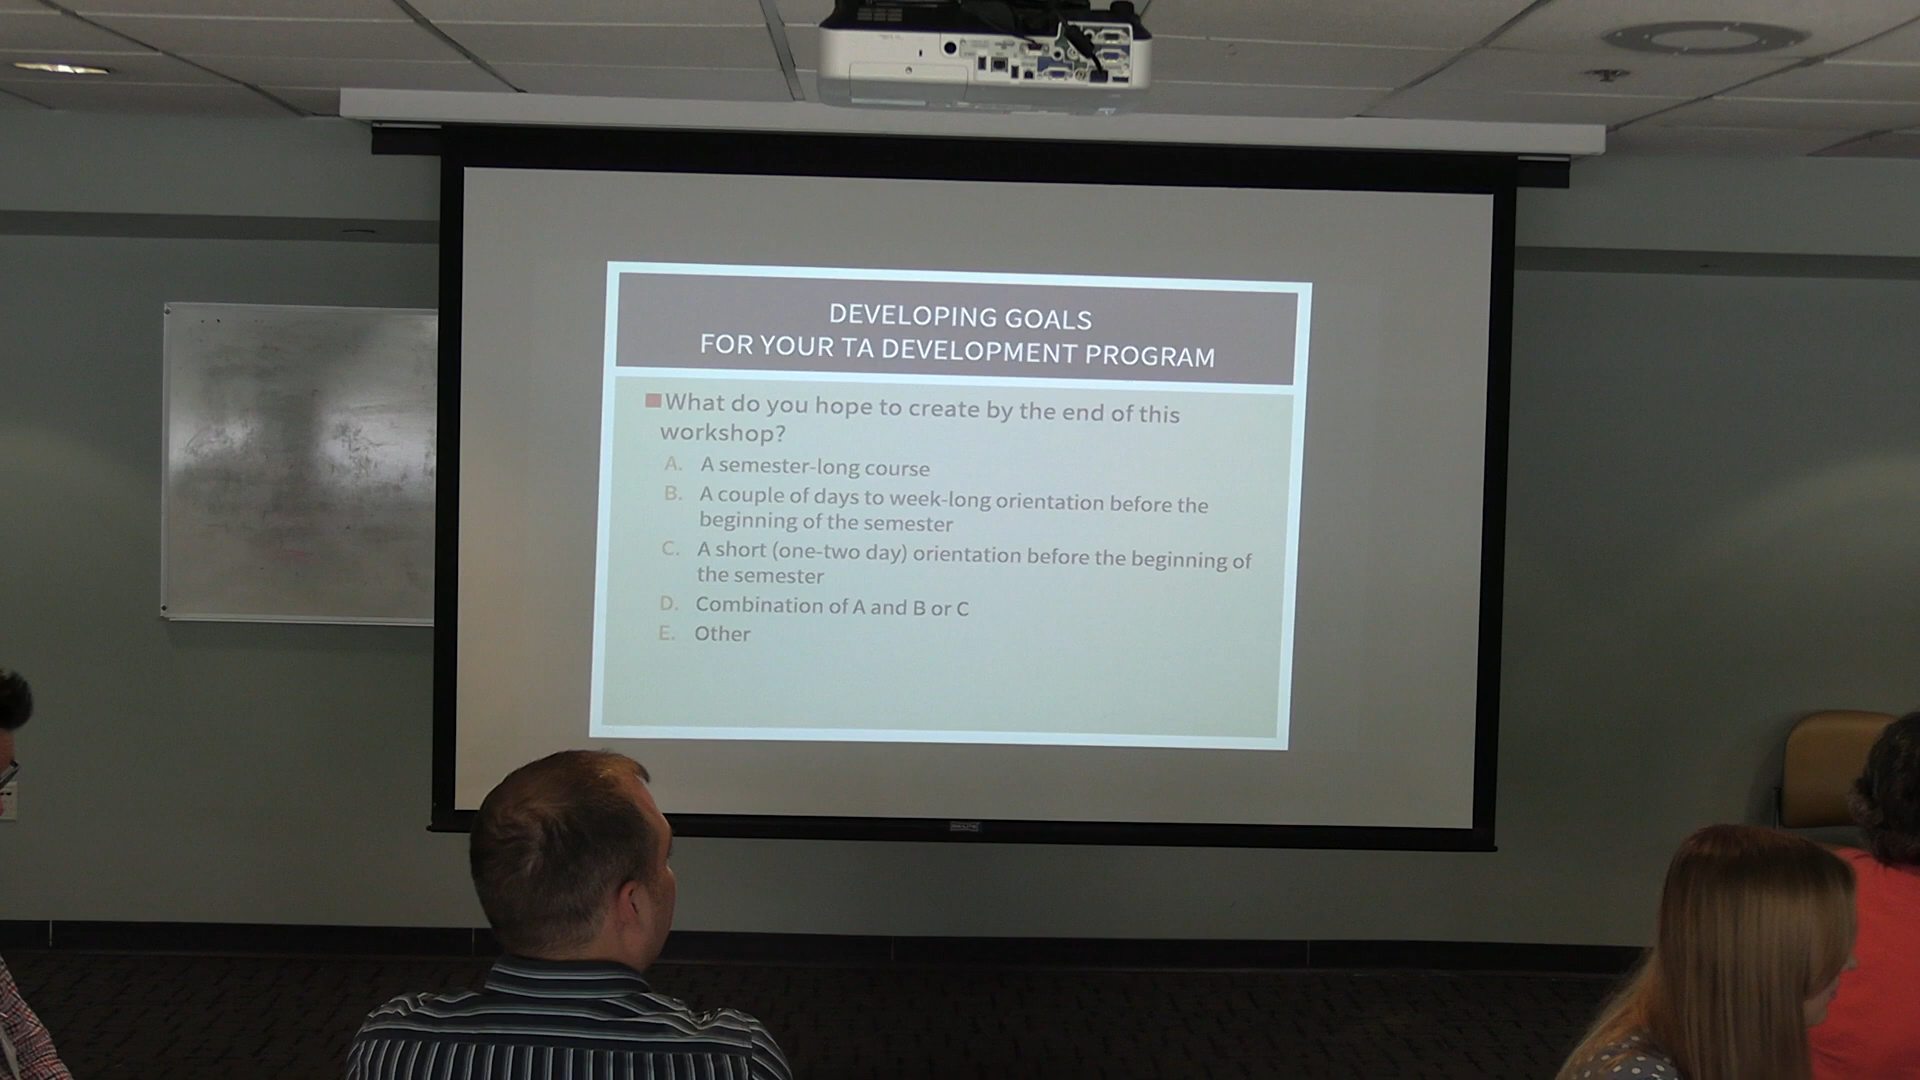 DEVELOPING GOALS
FOR YOUR TA DEVELOPMENT PROGRAM
What do you hope to create by the end of this
workshop?
A. A semester-long course
B. A couple of days to week-long orientation before the
beginning of the semester
C. A short (one-two day) orientation before the beginning of
the semester
D. Combination of A and B or C
E. Other